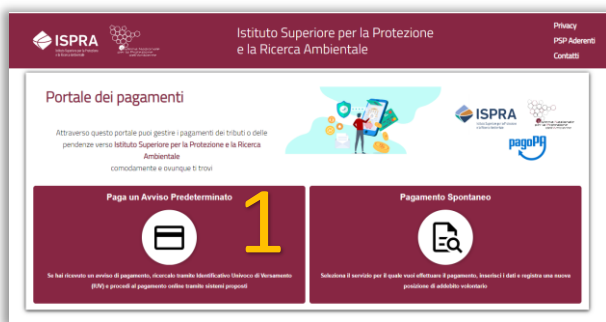 ISPRA
Istituto Superiore per la Protezione
e la Ricerca Ambientale
Privacy
PSP Aderenti
Contatti
Portale dei pagamenti
Attraverso questo portale puoi gestire i pagamenti dei tributi o delle
pendenze verso Istituto Superiore per la Protezione e la Ricerca
Ambientale
comodamente e ovunque ti trovi
ISPRA
pagoPA
Paga un Avviso Predeterminato
1
Se hai ricevuto un avviso di pagamento, ricercalo tramite Identificativo Univoco di Versamento
(IUV) e procedi al pagamento online tramite sistemi proposti
Pagamento Spontaneo
Seleziona il servizio per il quale vuoi effettuare il pagamento, inserisci i dati e registra una nuova
posizione di addebito volontario